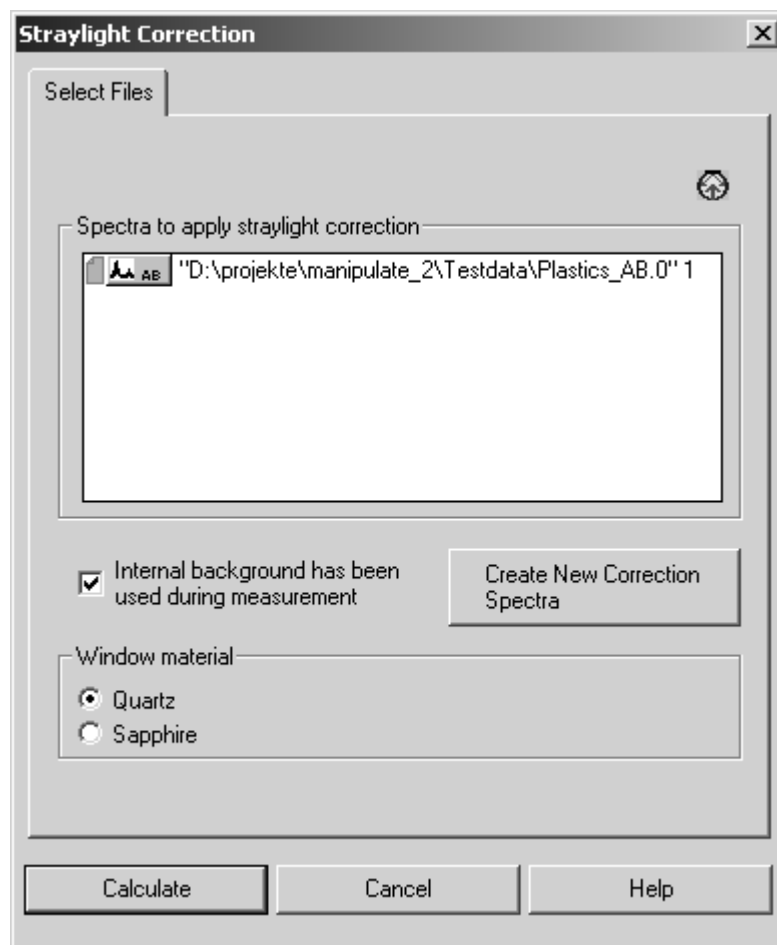 Straylight Correction
Select Files
Spectra to apply straylight correction
AB "D:\projekte\manipulate_2\Testdata\Plastics_AB.0" 1
Internal background has been
used during measurement
Create New Correction
Spectra
Window material
Quartz
Sapphire
Calculate
Cancel
Help